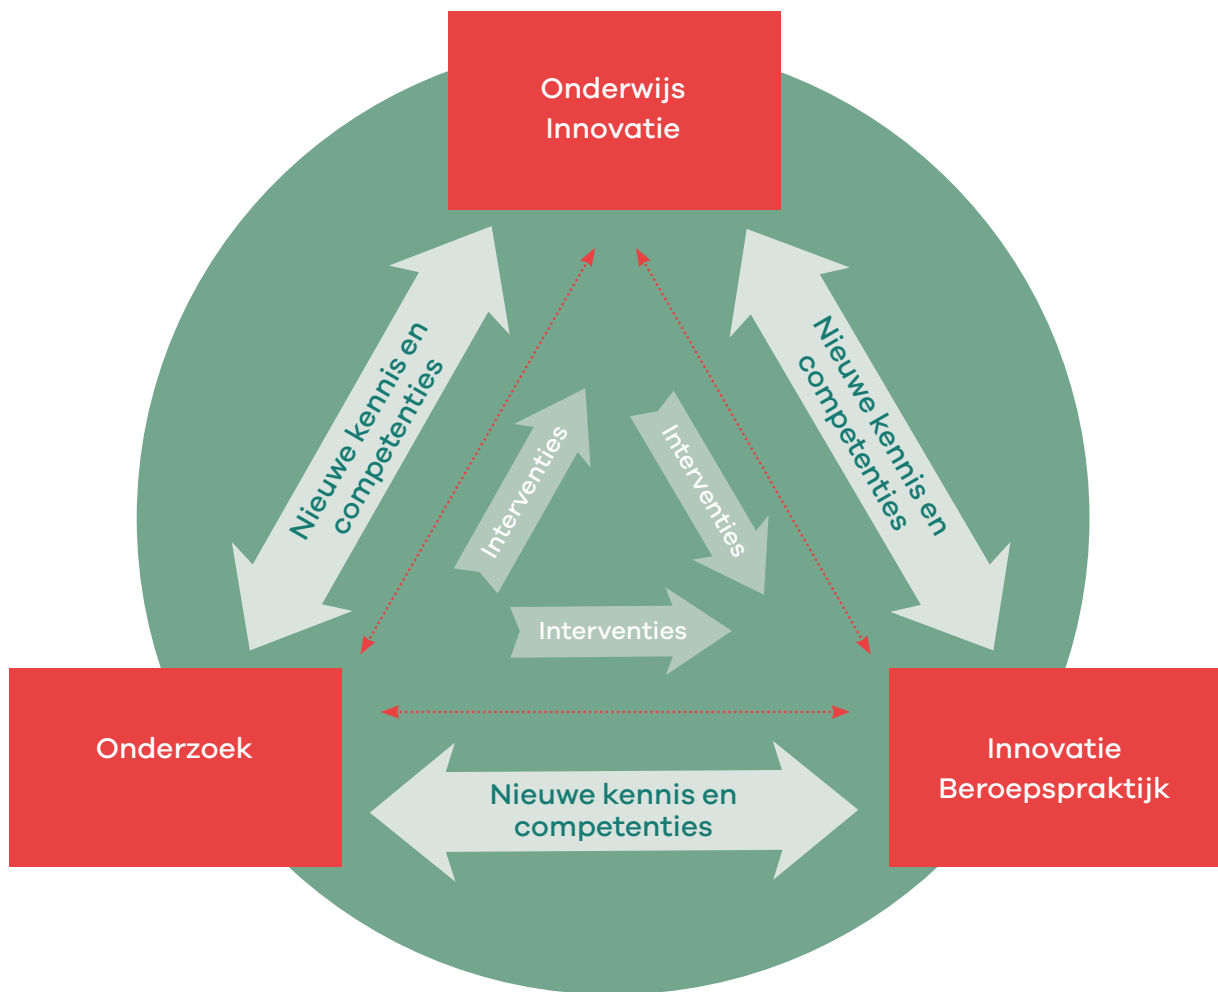 Onderwijs
Innovatie
Nieuwe kennis en
competenties
Nieuwe kennis en
competenties
Interventies
Interventies
Interventies
Onderzoek
Innovatie
Beroepspraktijk
Nieuwe kennis en
competenties